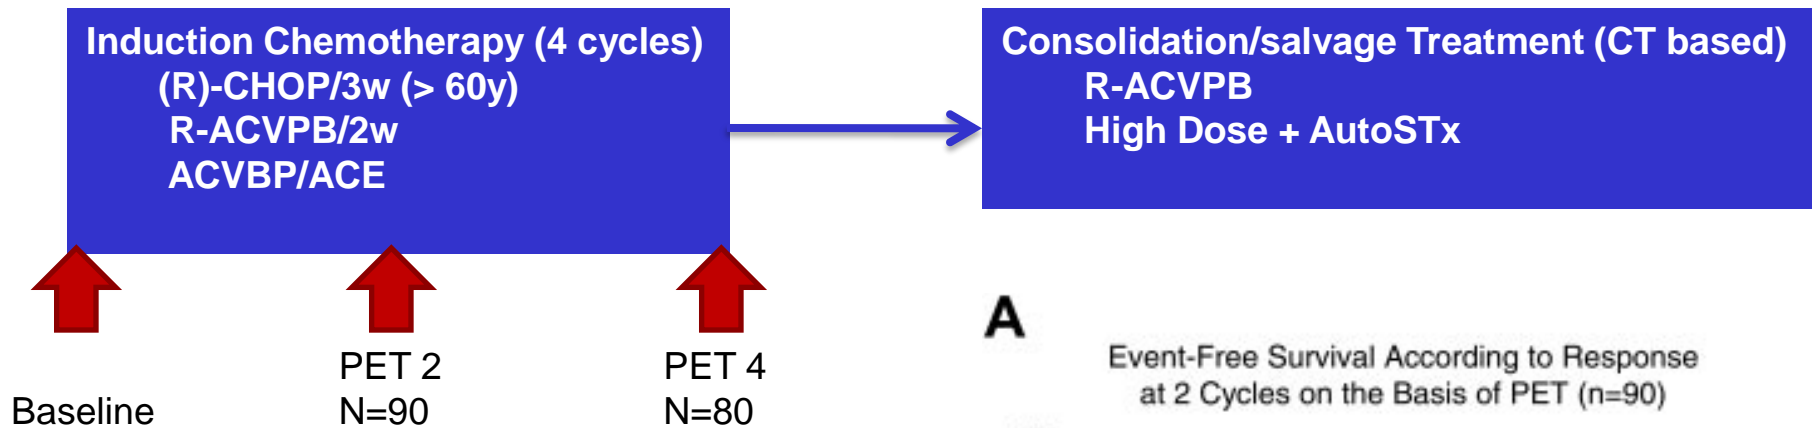 Induction Chemotherapy (4 cycles)
(R)-CHOP/3w (> 60y)
R-ACVPB/2w
ACVBP/ACE
Consolidation/salvage Treatment (CT based)
R-ACVPB
High Dose + AutoSTx
Baseline
PET 2
N=90
PET 4
N=80
A
Event-Free Survival According to Response
at 2 Cycles on the Basis of PET (n=90)